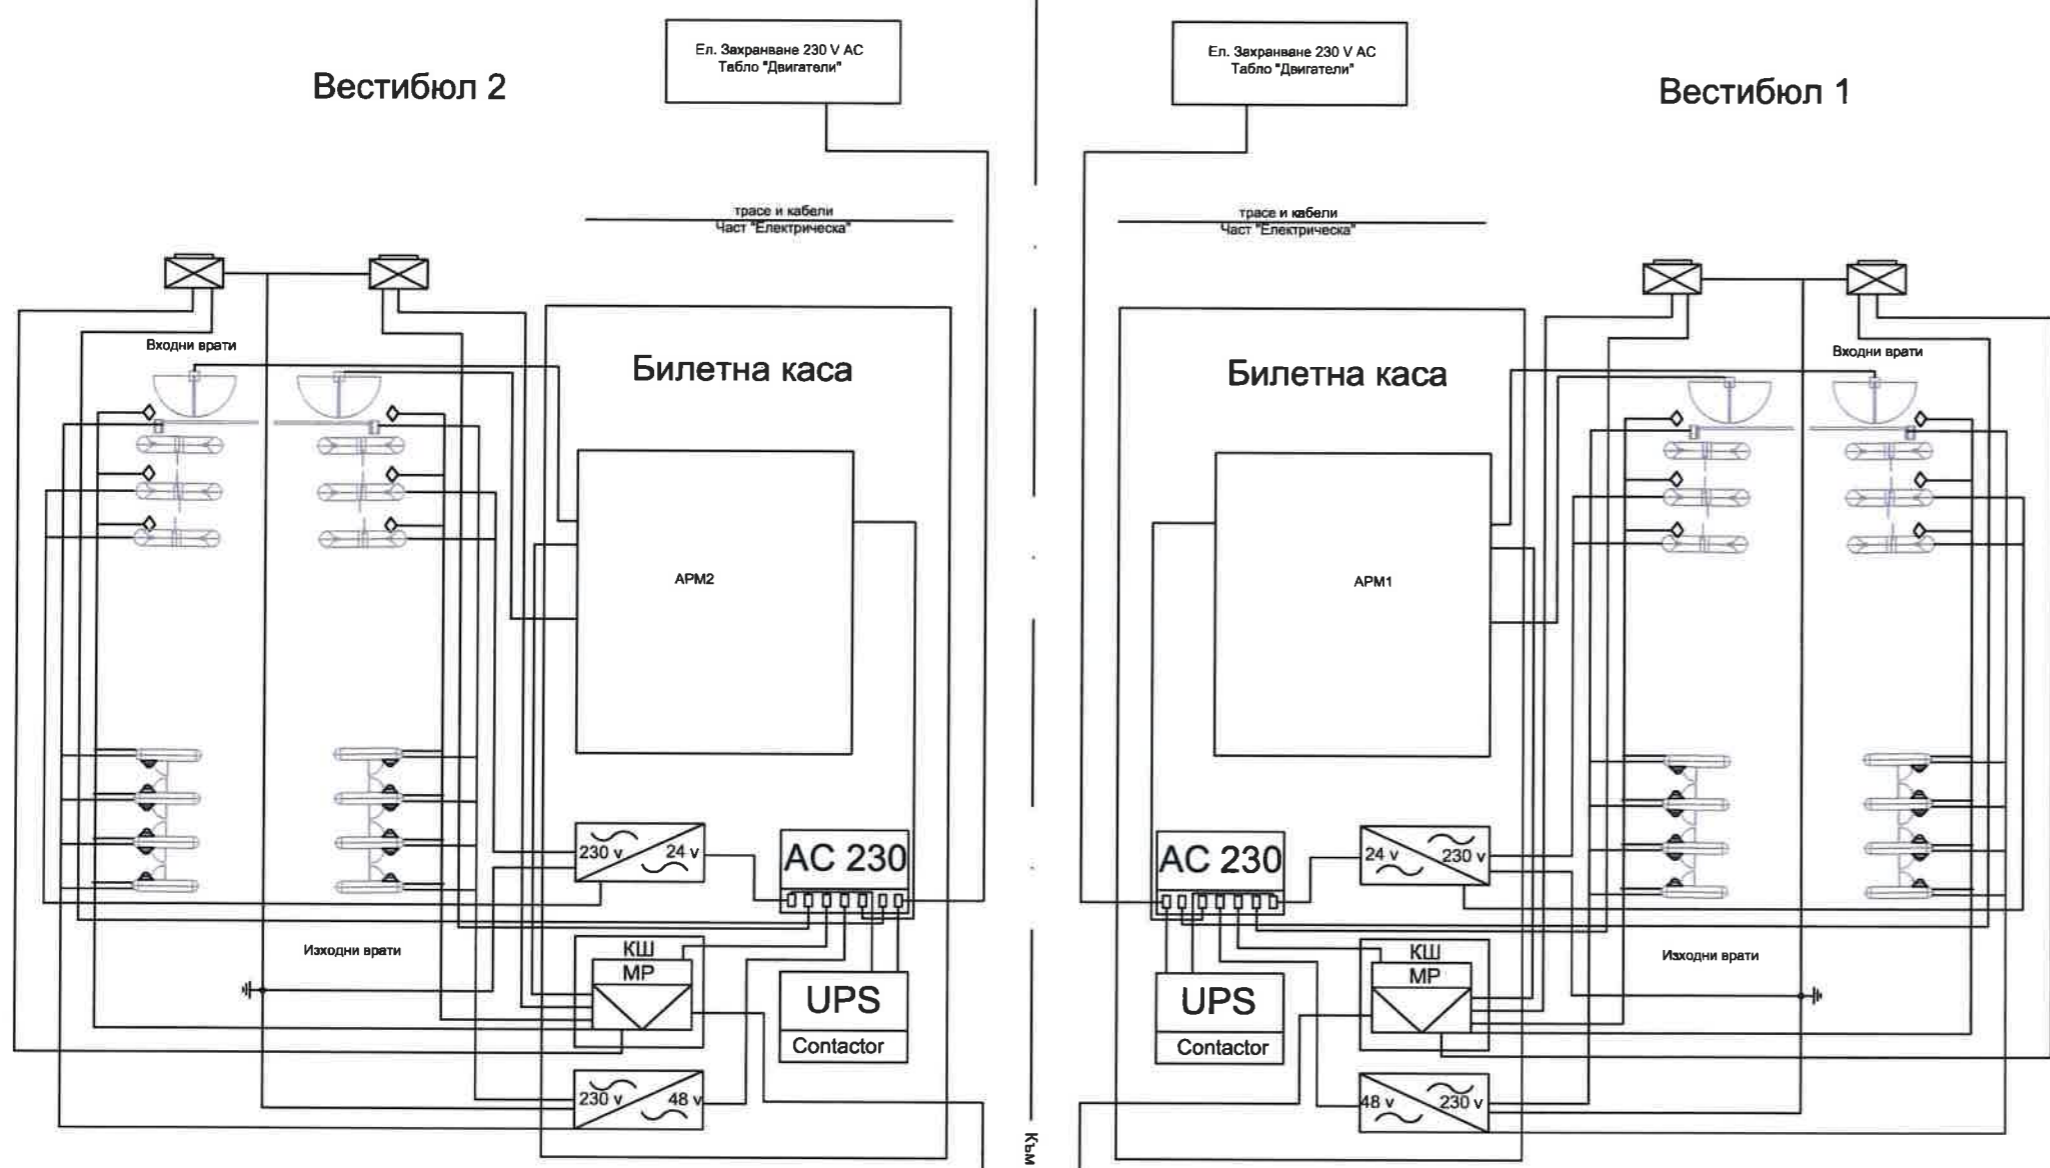 Ел. Захранване 230 V AC
Табло "Двигатели"
Ел. Захранване 230 V AC
Табло "Двигатели"
Вестибюл 2
Вестибюл 1
трасе и кабели
Част "Електрическа"
трасе и кабели
Част "Електрическа"
Входни врати
Входни врати
Билетна каса
Билетна каса
АРМ2
АРМ1
230 v
24 v
AC 230
AC 230
24 v
230 v
Изходни врати
КШ
МР
UPS
Contactor
UPS
Contactor
КШ
МР
Изходни врати
230 v
48 v
48 v
230 v
Към